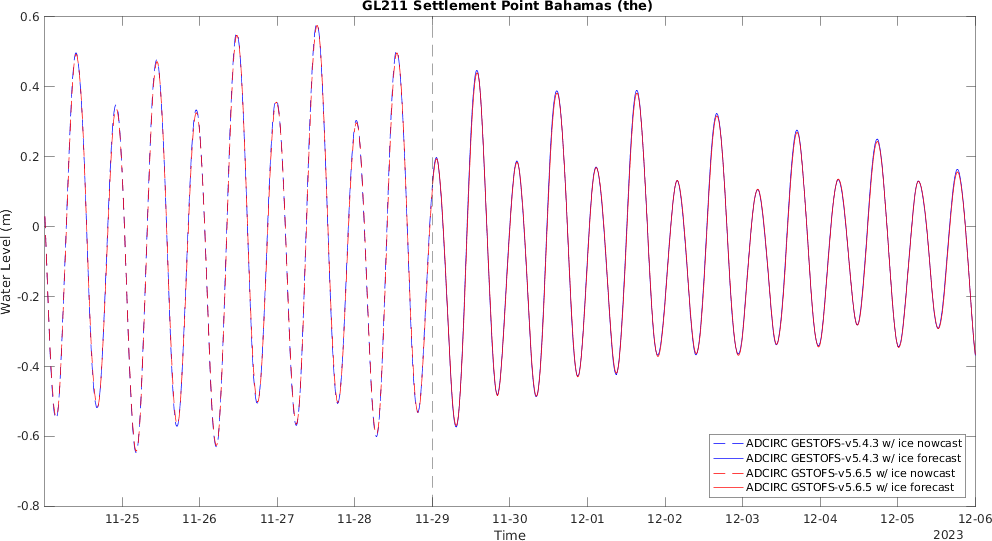 GL211 Settlement Point Bahamas (the)
0.6
0.4
0.2
0
-0.2
-0.4
-0.6
-0.8
Water Level (m)
ADCIRC GESTOFS-v5.4.3 w/ ice nowcast
ADCIRC GESTOFS-v5.4.3 w/ ice forecast
ADCIRC GSTOFS-v5.6.5 w/ ice nowcast
ADCIRC GSTOFS-v5.6.5 w/ ice forecast
11-25 11-26 11-27 11-28 11-29 11-30 12-01 12-02 12-03 12-04 12-05 12-06
Time
2023